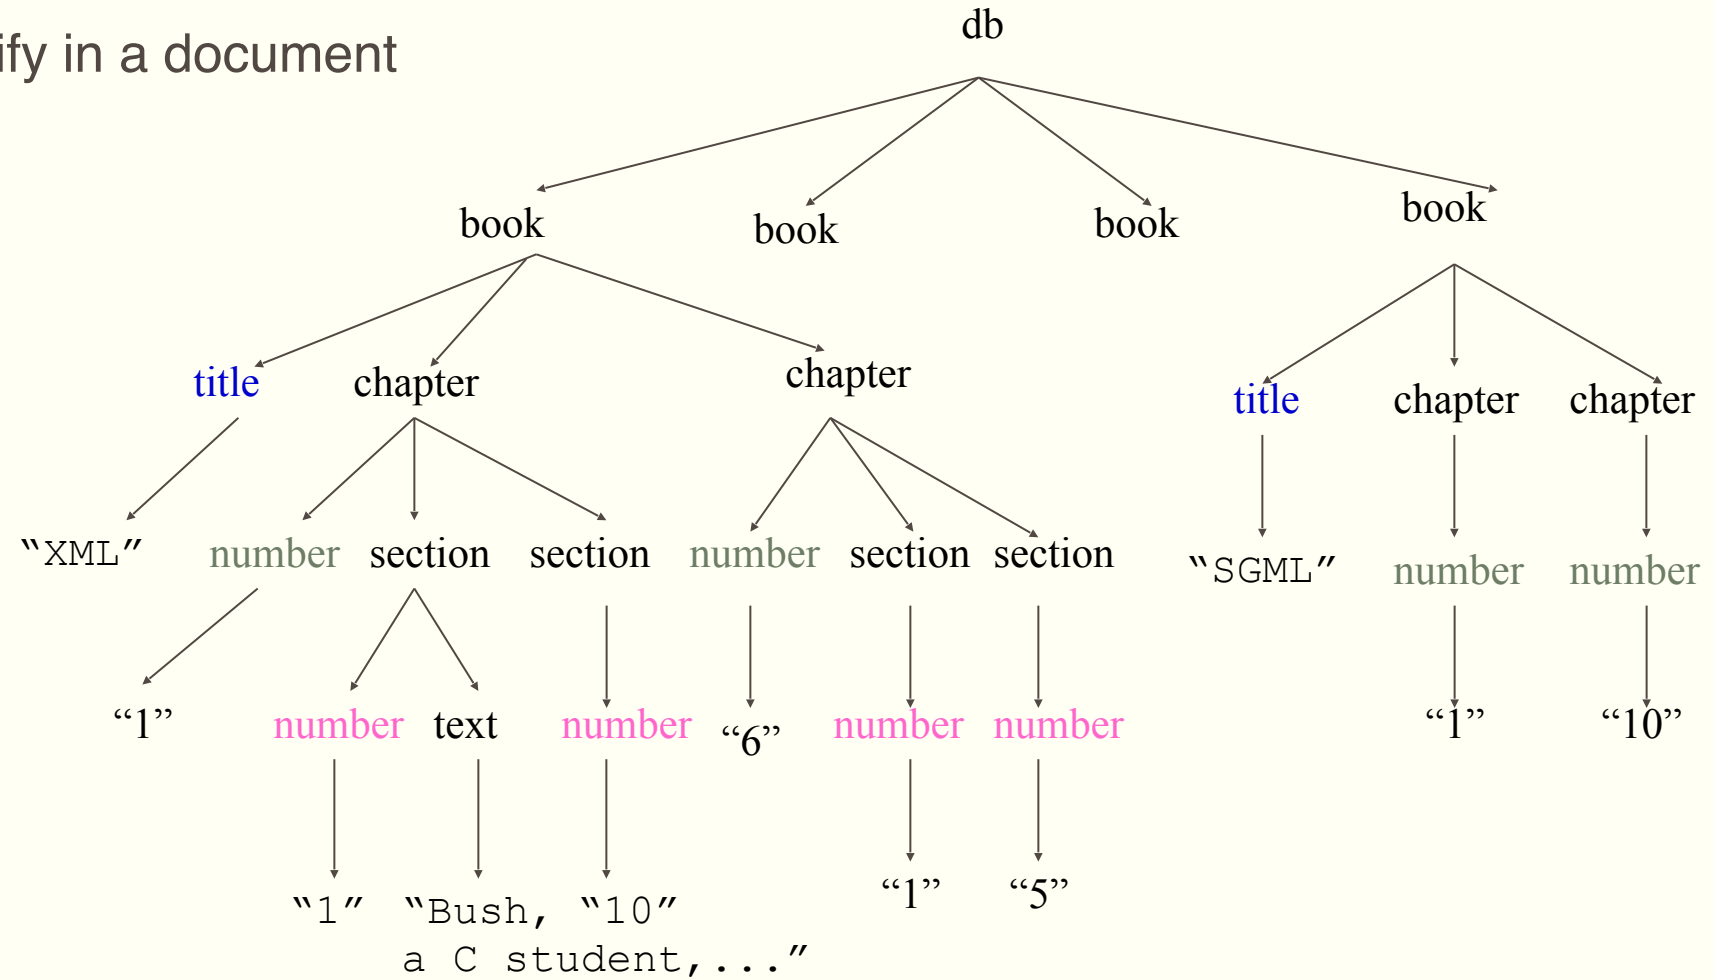 ify in a document
db
book book book book
title chapter chapter title chapter chapter
“XML” number section section number section section “SGML” number number
“1” number text number “6” number number “1” “10”
“1” “Bush, “10” “1” “5”
a C student,...”